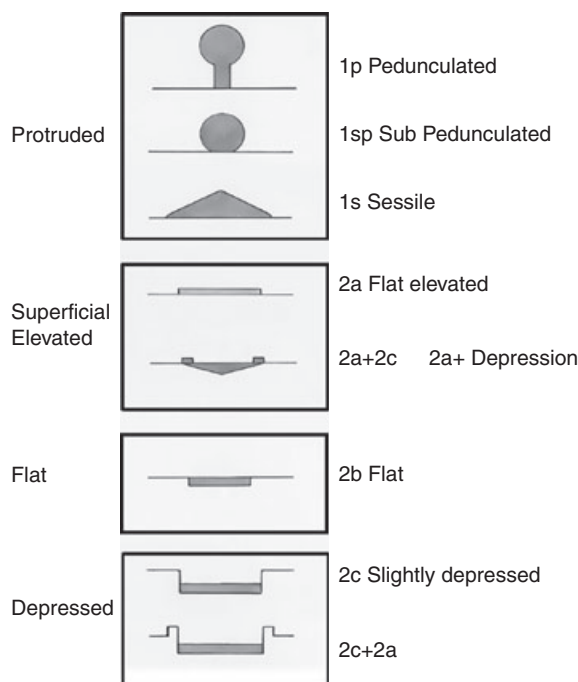 1p Pedunculated
Protruded
1sp Sub Pedunculated
1s Sessile
2a Flat elevated
Superficial
Elevated
2a+2c 2a+ Depression
Flat
2b Flat
2c Slightly depressed
Depressed
2c+2a